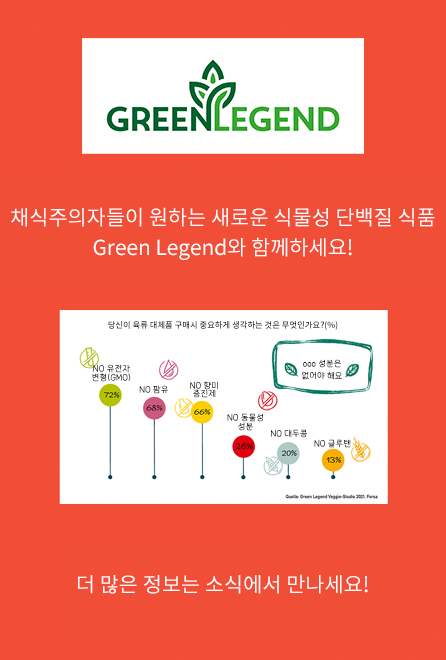 GREENLEGEND
채식주의자들이 원하는 새로운 식물성 단백질 식품
Green Legend와 함께하세요!
당신이 육류 대체품 구매시 중요하게 생각하는 것은 무엇인가요?(%)
ooo 성분은
없어야 해요
NO 유전자
변형(GMO)
72%
NO 팜유
68%
NO 향미
증진제
66%
NO 동물성
성분
26%
NO 대두콩
20%
NO 글루텐
13%
Quelle: Green Legend Veggie-Studie 2021, Forsa
더 많은 정보는 소식에서 만나세요!